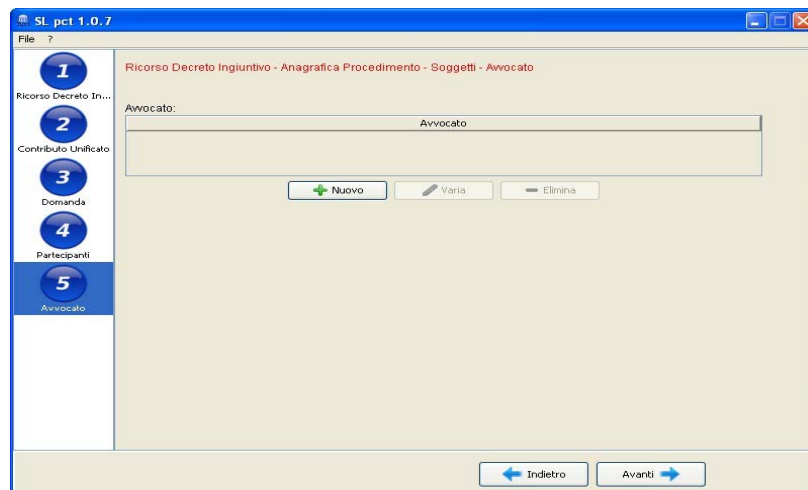 SL pct 1.0.7
File ?
1
Ricorso Decreto In...
2
Contributo Unificato
3
Domanda
4
Partecipanti
5
Avvocato
Ricorso Decreto Ingiuntivo - Anagrafica Procedimento - Soggetti - Avvocato
Avvocato:
Avvocato
Nuovo Varia Elimina
Indietro Avanti